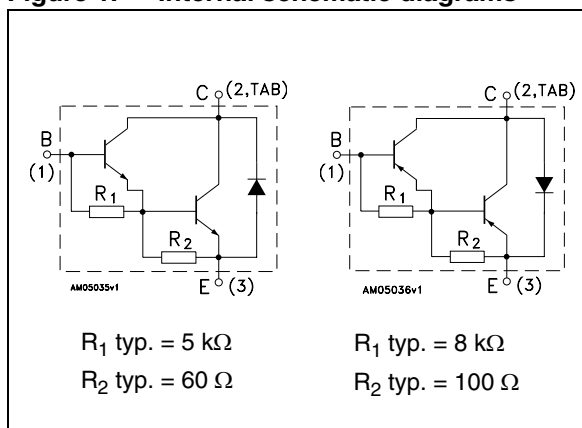 Figure 1. Internal schematic diagrams
C (2,TAB)
B
(1)
R1
R2
AM05035v1
E (3)
R1 typ. = 5 kΩ
R2 typ. = 60 Ω
C (2,TAB)
B
(1)
R1
R2
AM05036v1
E (3)
R1 typ. = 8 kΩ
R2 typ. = 100 Ω